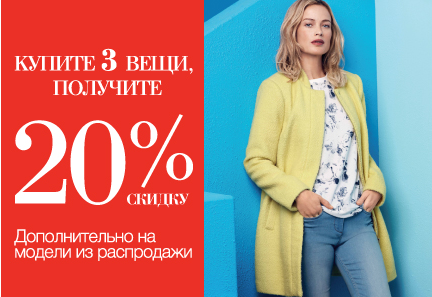 КУПИТЕ 3 ВЕЩИ,
ПОЛУЧИТЕ
20%
СКИДКУ
Дополнительно на
модели из распродажи